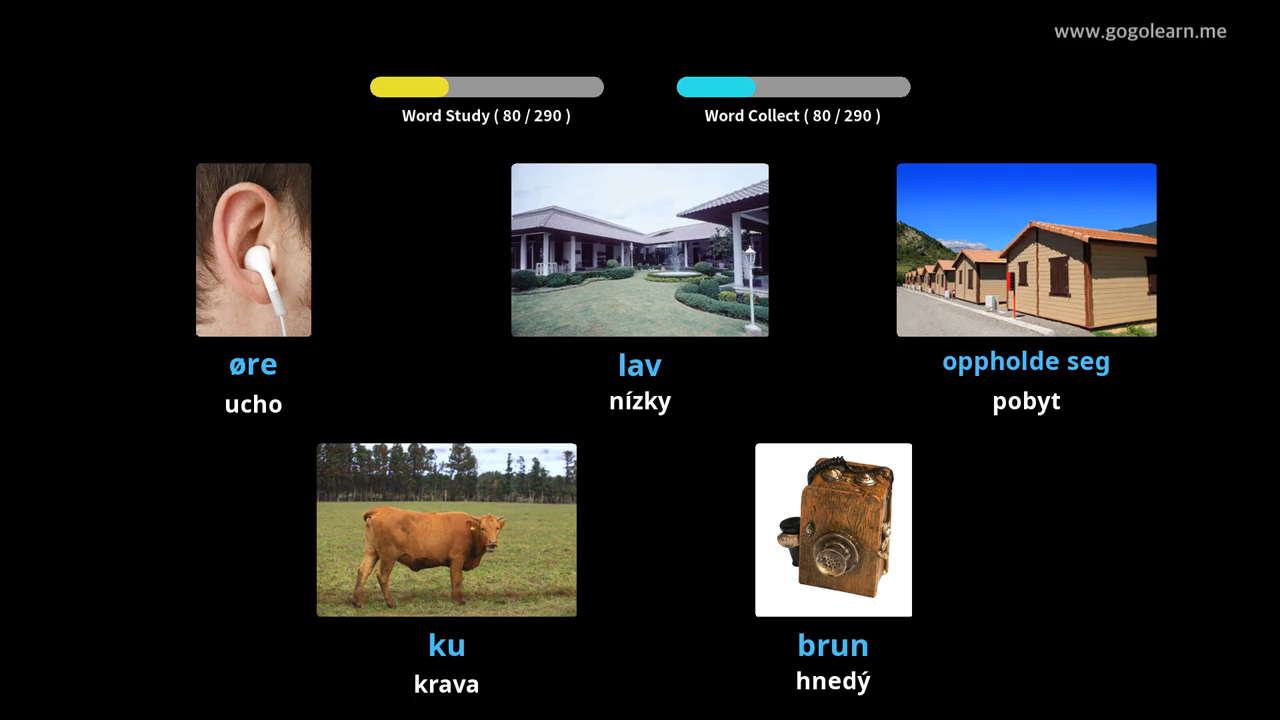 www.gogolearn.me
Word Study ( 80 / 290 )
Word Collect ( 80 / 290 )
øre
ucho
lav
nízky
oppholde seg
pobyt
ku
krava
brun
hnedý